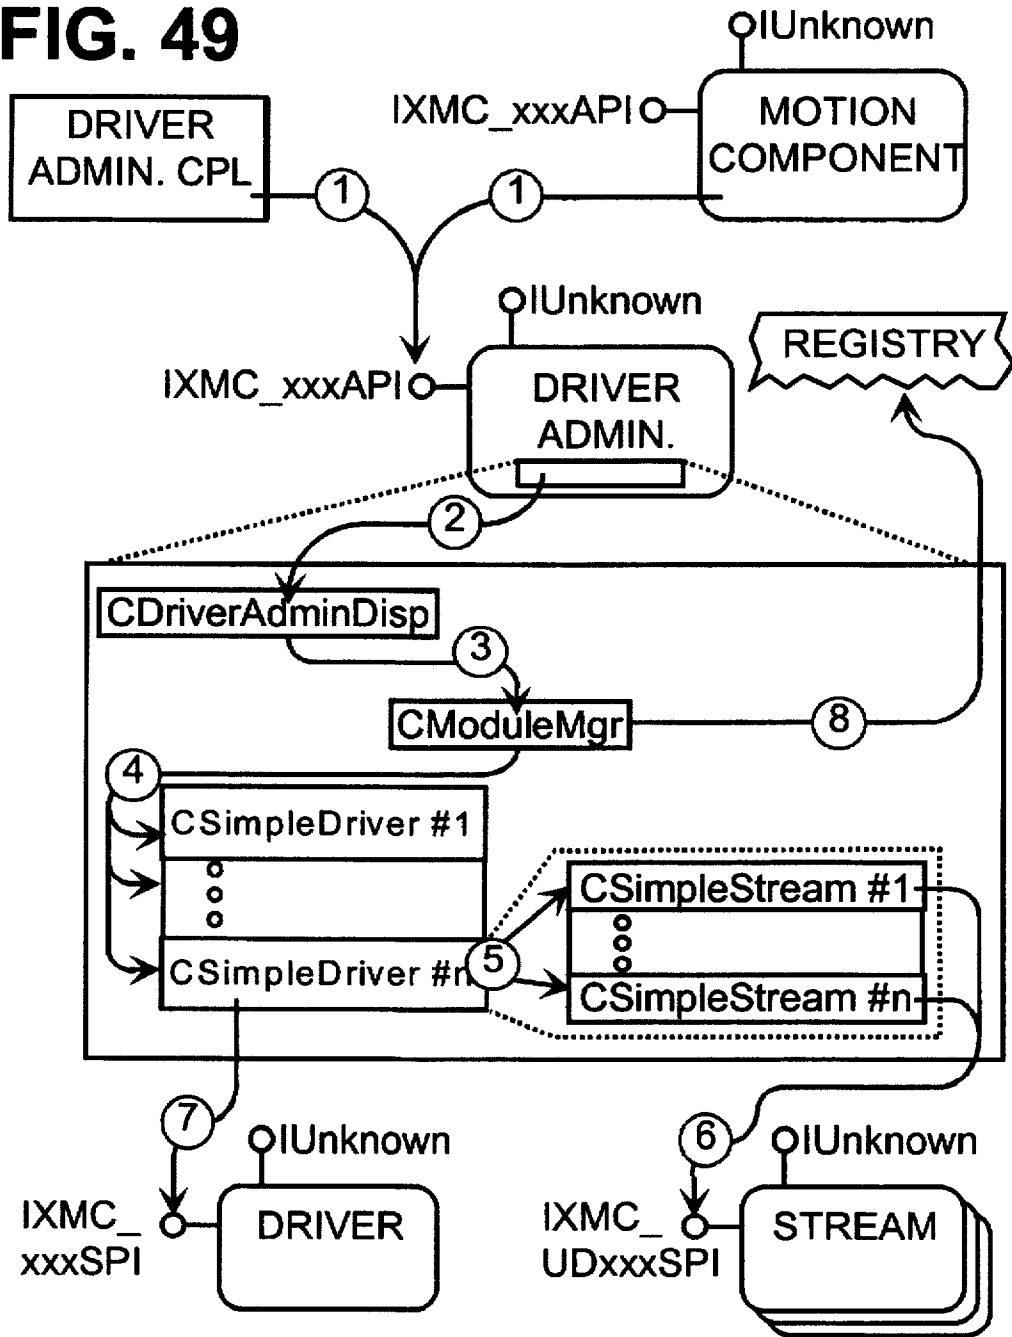 FIG. 49
IUnknown
DRIVER
ADMIN. CPL
IXMC_xxxAPI
MOTION
COMPONENT
1
1
IUnknown
IXMC_xxxAPI
DRIVER
ADMIN.
REGISTRY
2
CDriverAdminDisp
3
CModuleMgr
8
4
CSimpleDriver #1
CSimpleDriver #n
5
CSimpleStream #1
CSimpleStream #n
7
IUnknown
IXMC_
xxxSPI
DRIVER
6
IUnknown
IXMC_
UDxxxSPI
STREAM